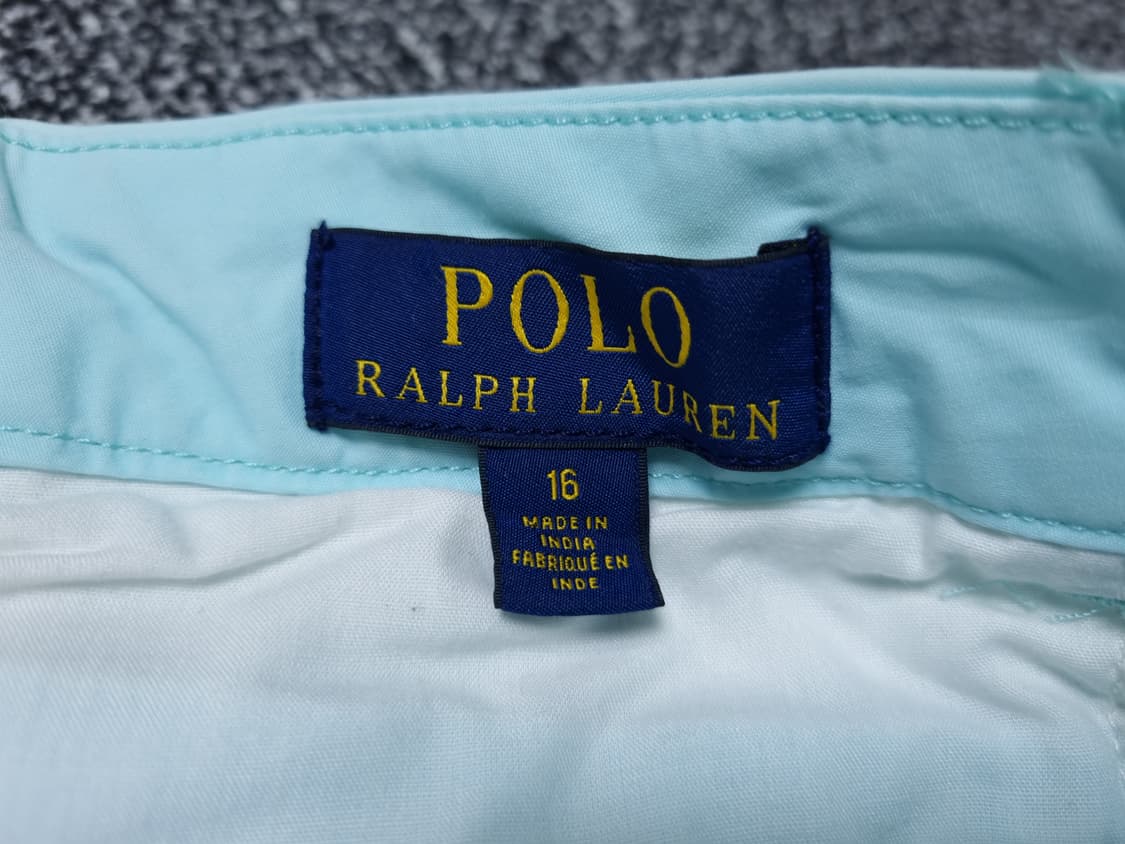 POLO
RALPH LAUREN
16
MADE IN
INDIA
FABRIQUÉ EN
INDE